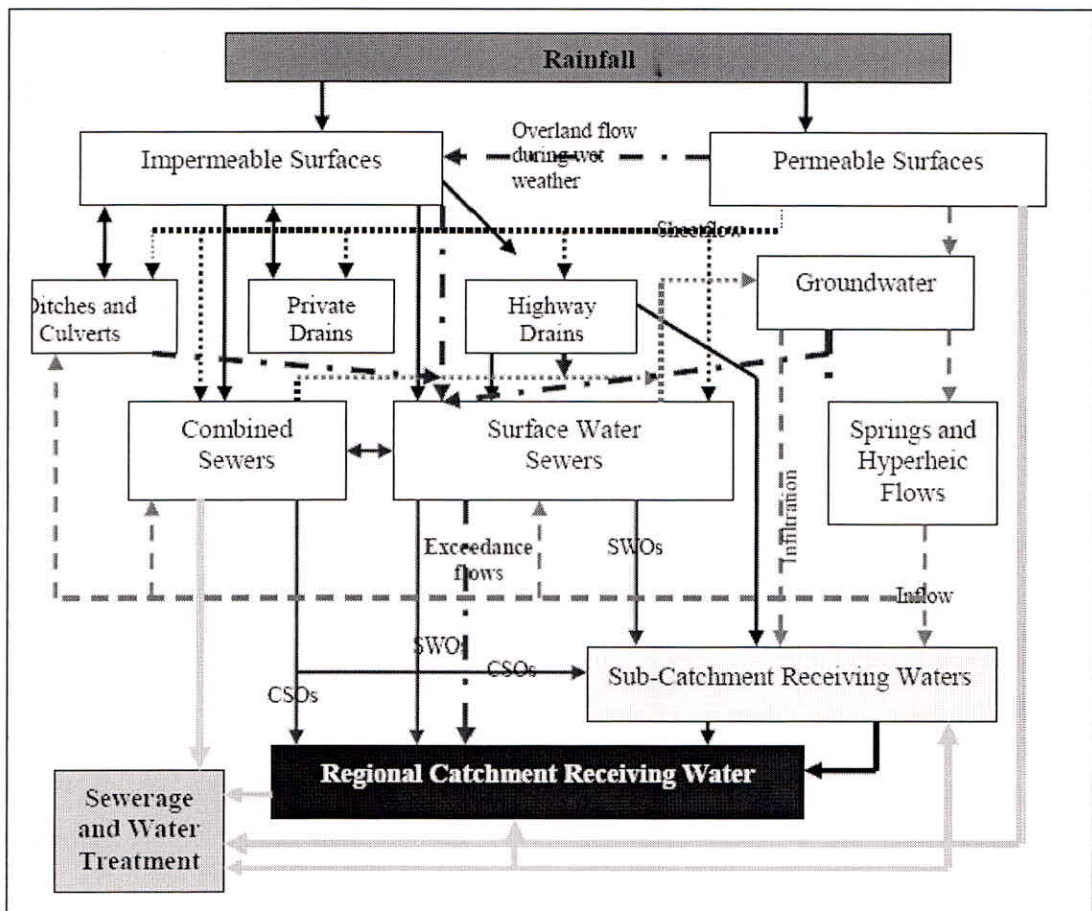 Rainfall
Impermeable Surfaces
Overland flow
during wet
weather
Permeable Surfaces
Sheetflow
Ditches and
Culverts
Private
Drains
Highway
Drains
Groundwater
Combined
Sewers
Surface Water
Sewers
Springs and
Hyperheic
Flows
Infiltration
Exceedance
flows
SWOs
Inflow
SWOs
CSOs
CSOs
Sub-Catchment Receiving Waters
Regional Catchment Receiving Water
Sewerage
and Water
Treatment